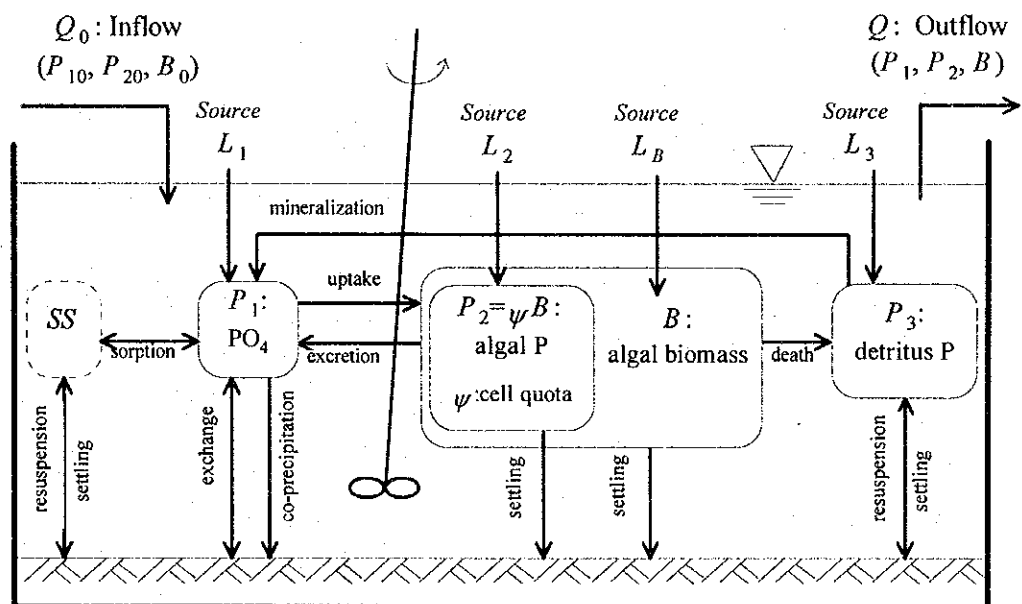 Q₀: Inflow
(P₁₀, P₂₀, B₀)
Q: Outflow
(P₁, P₂, B)
Source
L₁
Source
L₂
Source
L_B
Source
L₃
mineralization
SS
sorption
P₁:
PO₄
uptake
excretion
P₂=ψB:
algal P
ψ:cell quota
B:
algal biomass
death
P₃:
detritus P
resuspension
settling
exchange
co-precipitation
settling
settling
resuspension
settling